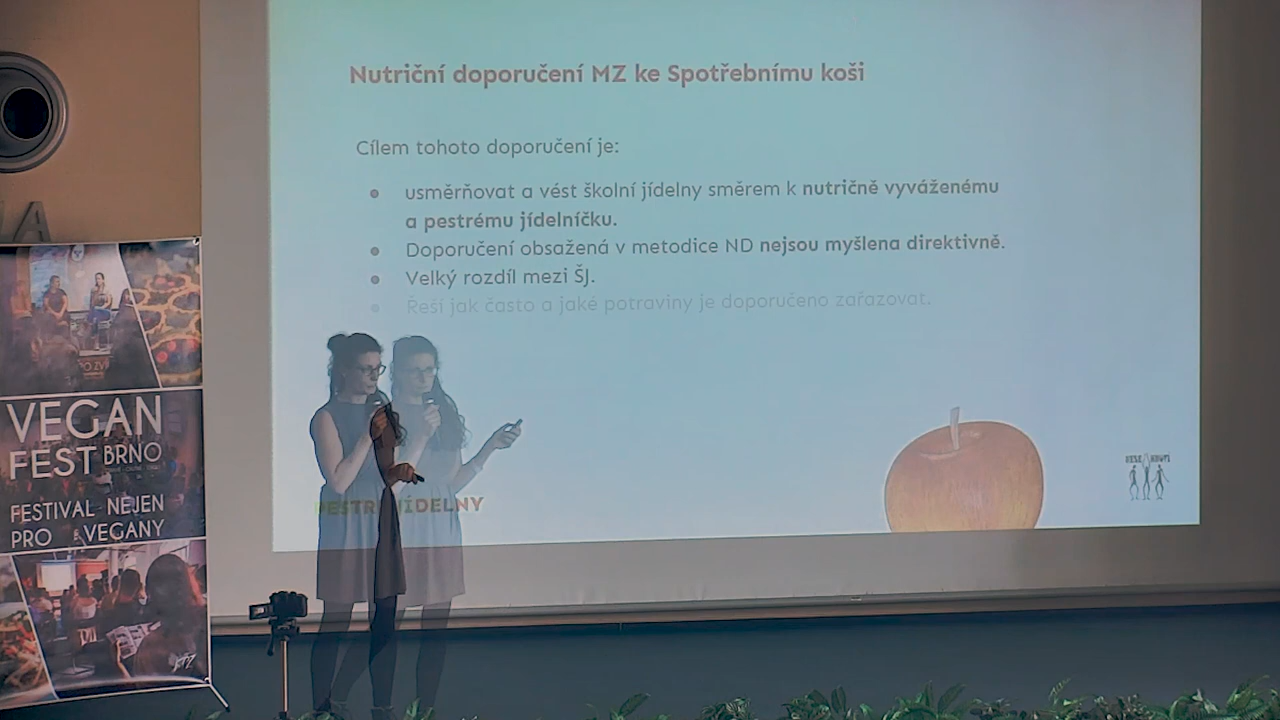 Nutriční doporučení MZ ke Spotřebnímu koši
Cílem tohoto doporučení je:
usměrňovat a vést školní jídelny směrem k nutričně vyváženému
a pestrému jídelníčku.
Doporučení obsažená v metodice ND nejsou myšlena direktivně.
Velký rozdíl mezi ŠJ.
Řeší jak často a jaké potraviny je doporučeno zařazovat.
JÍDELNY
VEGAN
FEST BRNO
FESTIVAL NEJEN
PRO VEGANY